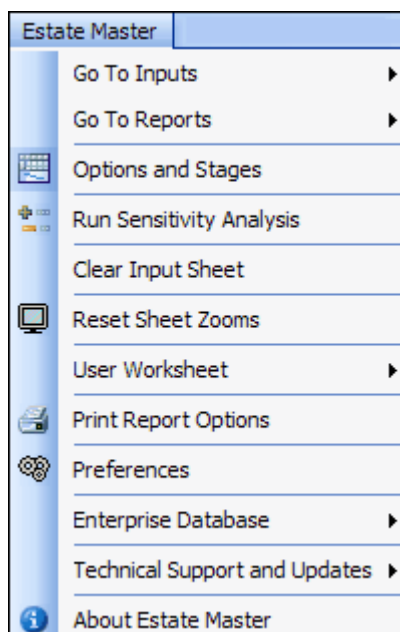 Estate Master
Go To Inputs
Go To Reports
Options and Stages
Run Sensitivity Analysis
Clear Input Sheet
Reset Sheet Zooms
User Worksheet
Print Report Options
Preferences
Enterprise Database
Technical Support and Updates
About Estate Master